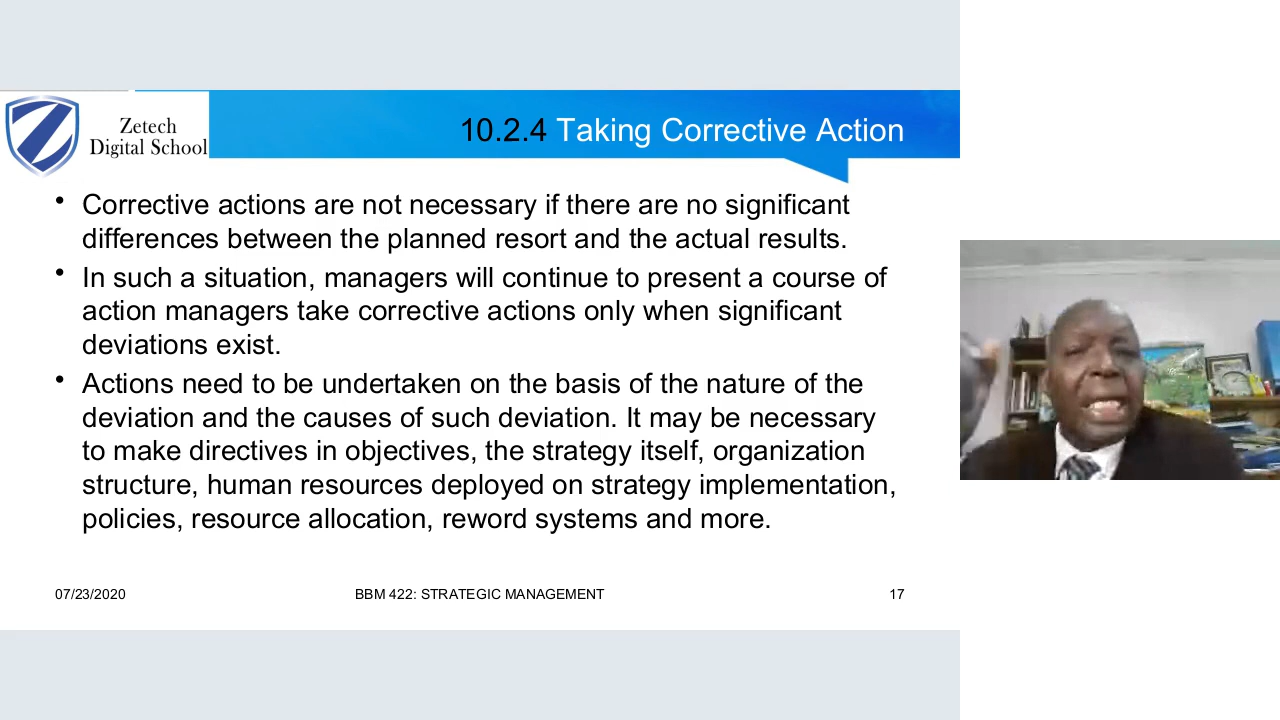 Zetech
Digital School
10.2.4 Taking Corrective Action
• Corrective actions are not necessary if there are no significant
differences between the planned resort and the actual results.
• In such a situation, managers will continue to present a course of
action managers take corrective actions only when significant
deviations exist.
• Actions need to be undertaken on the basis of the nature of the
deviation and the causes of such deviation. It may be necessary
to make directives in objectives, the strategy itself, organization
structure, human resources deployed on strategy implementation,
policies, resource allocation, reword systems and more.
07/23/2020
BBM 422: STRATEGIC MANAGEMENT
17